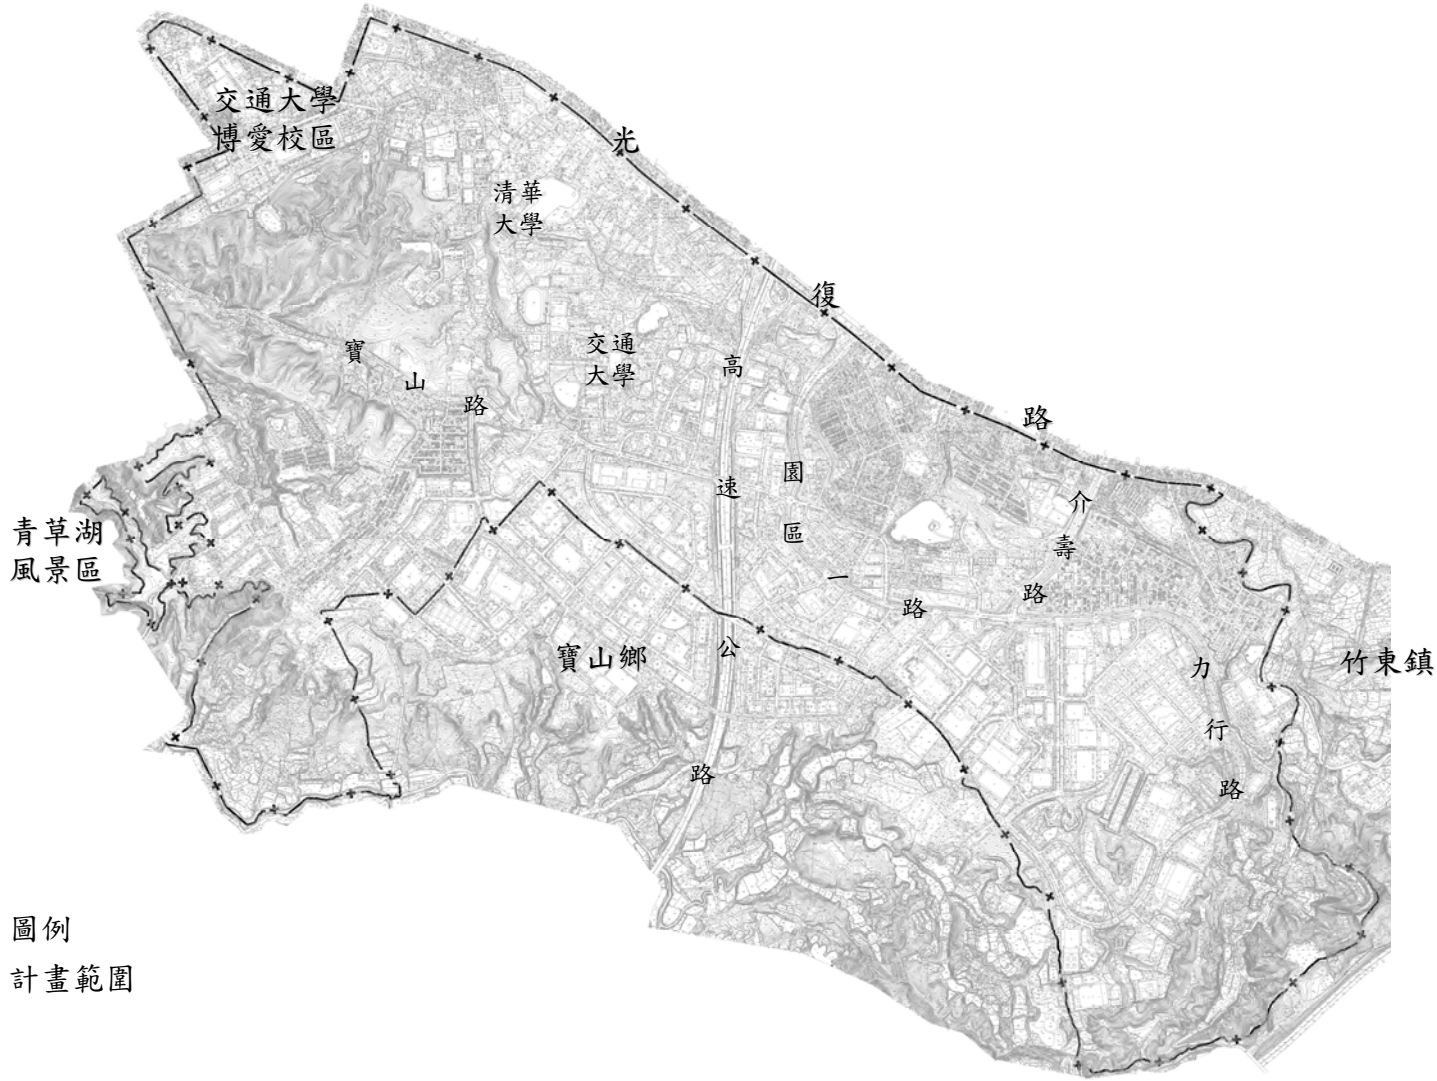 交通大學
博愛校區
光復路
清華
大學
寶山路
交通
大學
高速公路
園區一路
介壽路
青草湖
風景區
寶山鄉
力行路
竹東鎮
圖例
計畫範圍